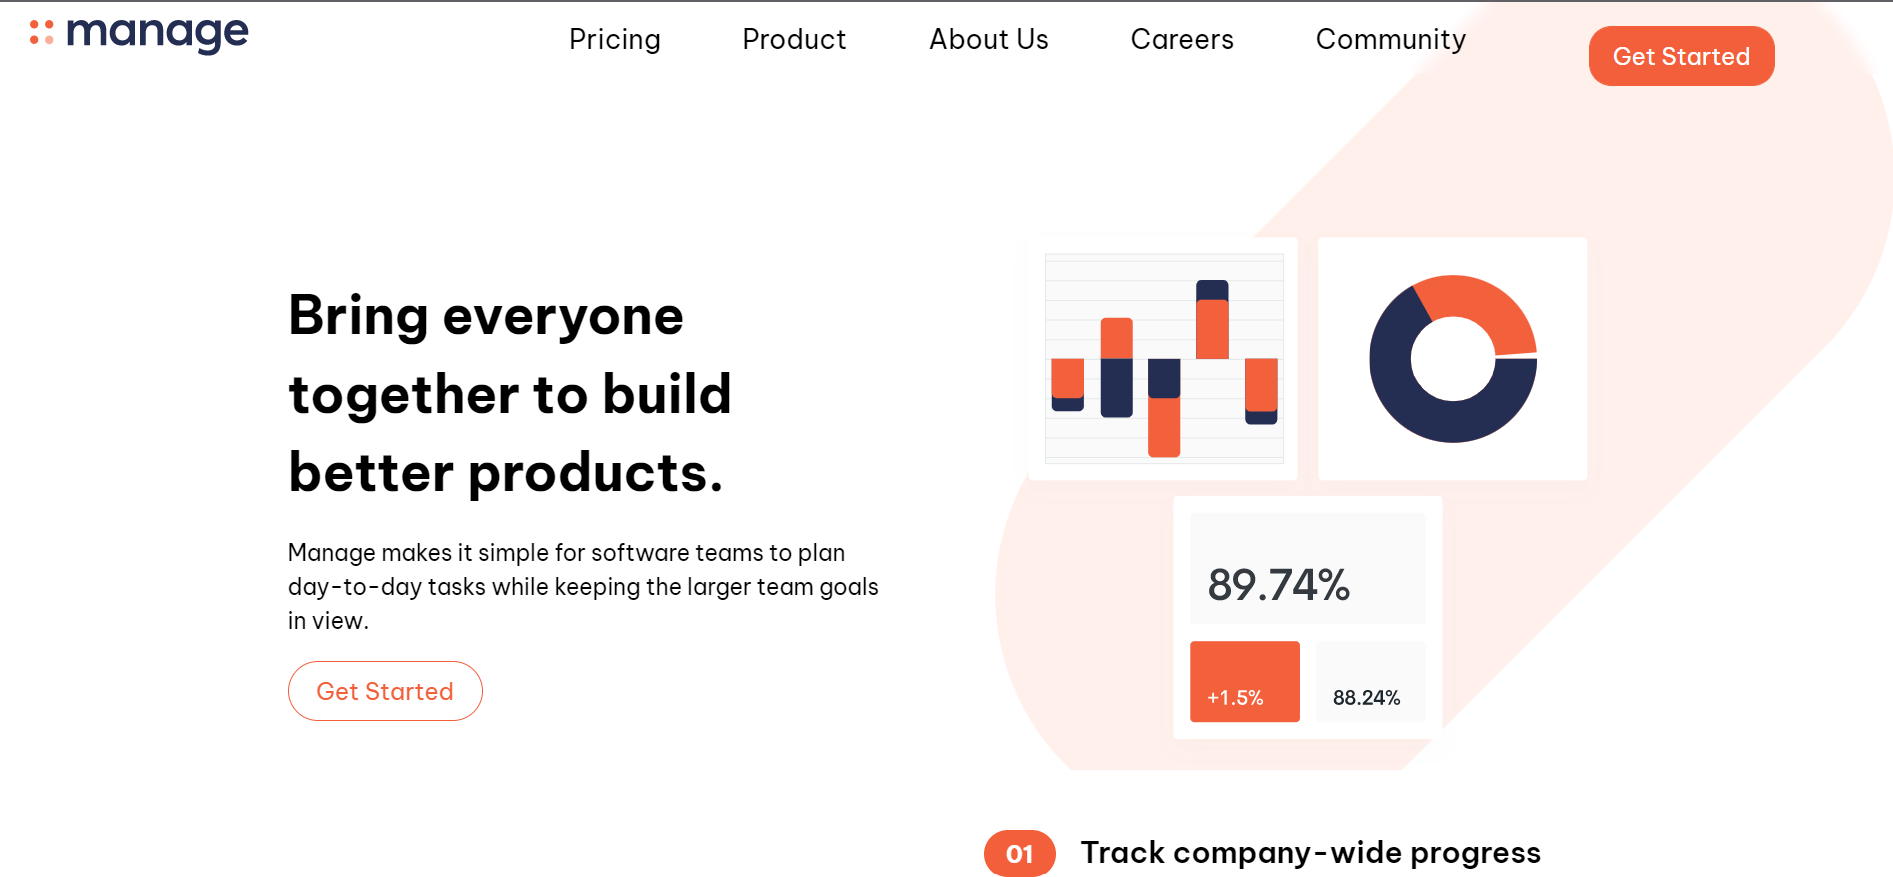 manage
Pricing
Product
About Us
Careers
Community
Get Started
Bring everyone
together to build
better products.
Manage makes it simple for software teams to plan
day-to-day tasks while keeping the larger team goals
in view.
Get Started
89.74%
+1.5%
88.24%
01
Track company-wide progress